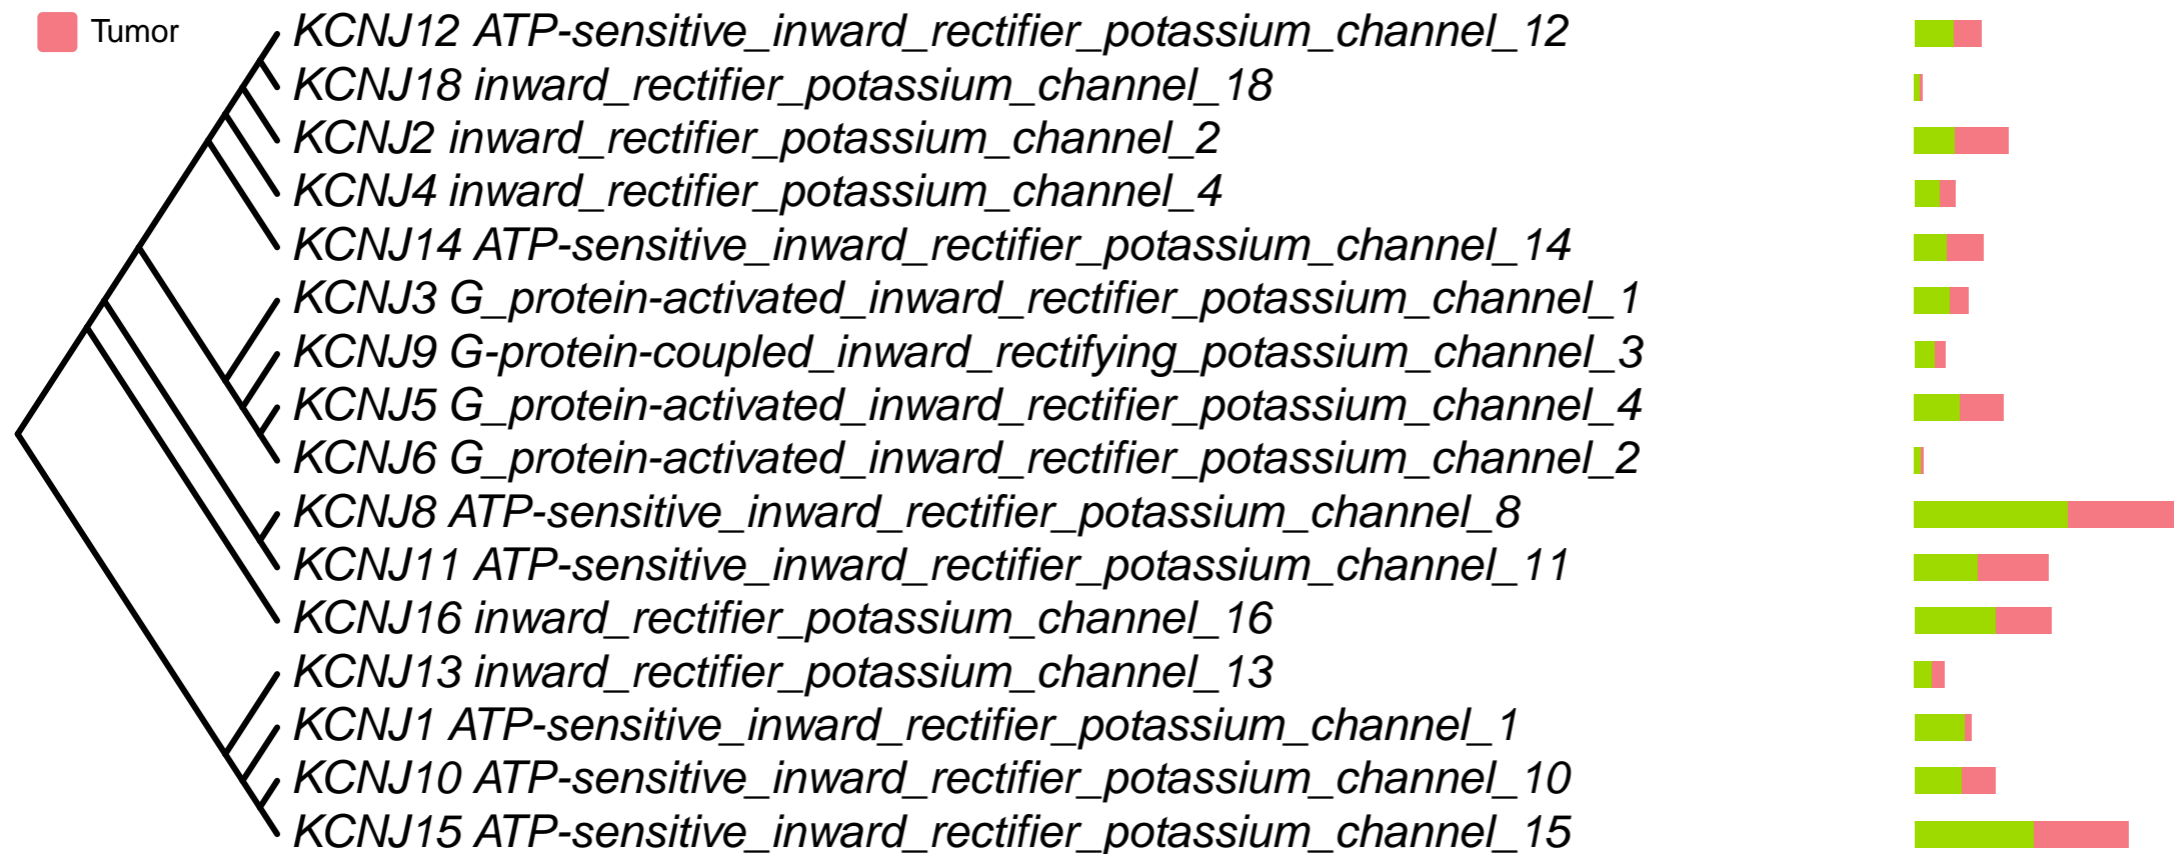 Tumor
KCNJ12 ATP-sensitive_inward_rectifier_potassium_channel_12
KCNJ18 inward_rectifier_potassium_channel_18
KCNJ2 inward_rectifier_potassium_channel_2
KCNJ4 inward_rectifier_potassium_channel_4
KCNJ14 ATP-sensitive_inward_rectifier_potassium_channel_14
KCNJ3 G_protein-activated_inward_rectifier_potassium_channel_1
KCNJ9 G-protein-coupled_inward_rectifying_potassium_channel_3
KCNJ5 G_protein-activated_inward_rectifier_potassium_channel_4
KCNJ6 G_protein-activated_inward_rectifier_potassium_channel_2
KCNJ8 ATP-sensitive_inward_rectifier_potassium_channel_8
KCNJ11 ATP-sensitive_inward_rectifier_potassium_channel_11
KCNJ16 inward_rectifier_potassium_channel_16
KCNJ13 inward_rectifier_potassium_channel_13
KCNJ1 ATP-sensitive_inward_rectifier_potassium_channel_1
KCNJ10 ATP-sensitive_inward_rectifier_potassium_channel_10
KCNJ15 ATP-sensitive_inward_rectifier_potassium_channel_15